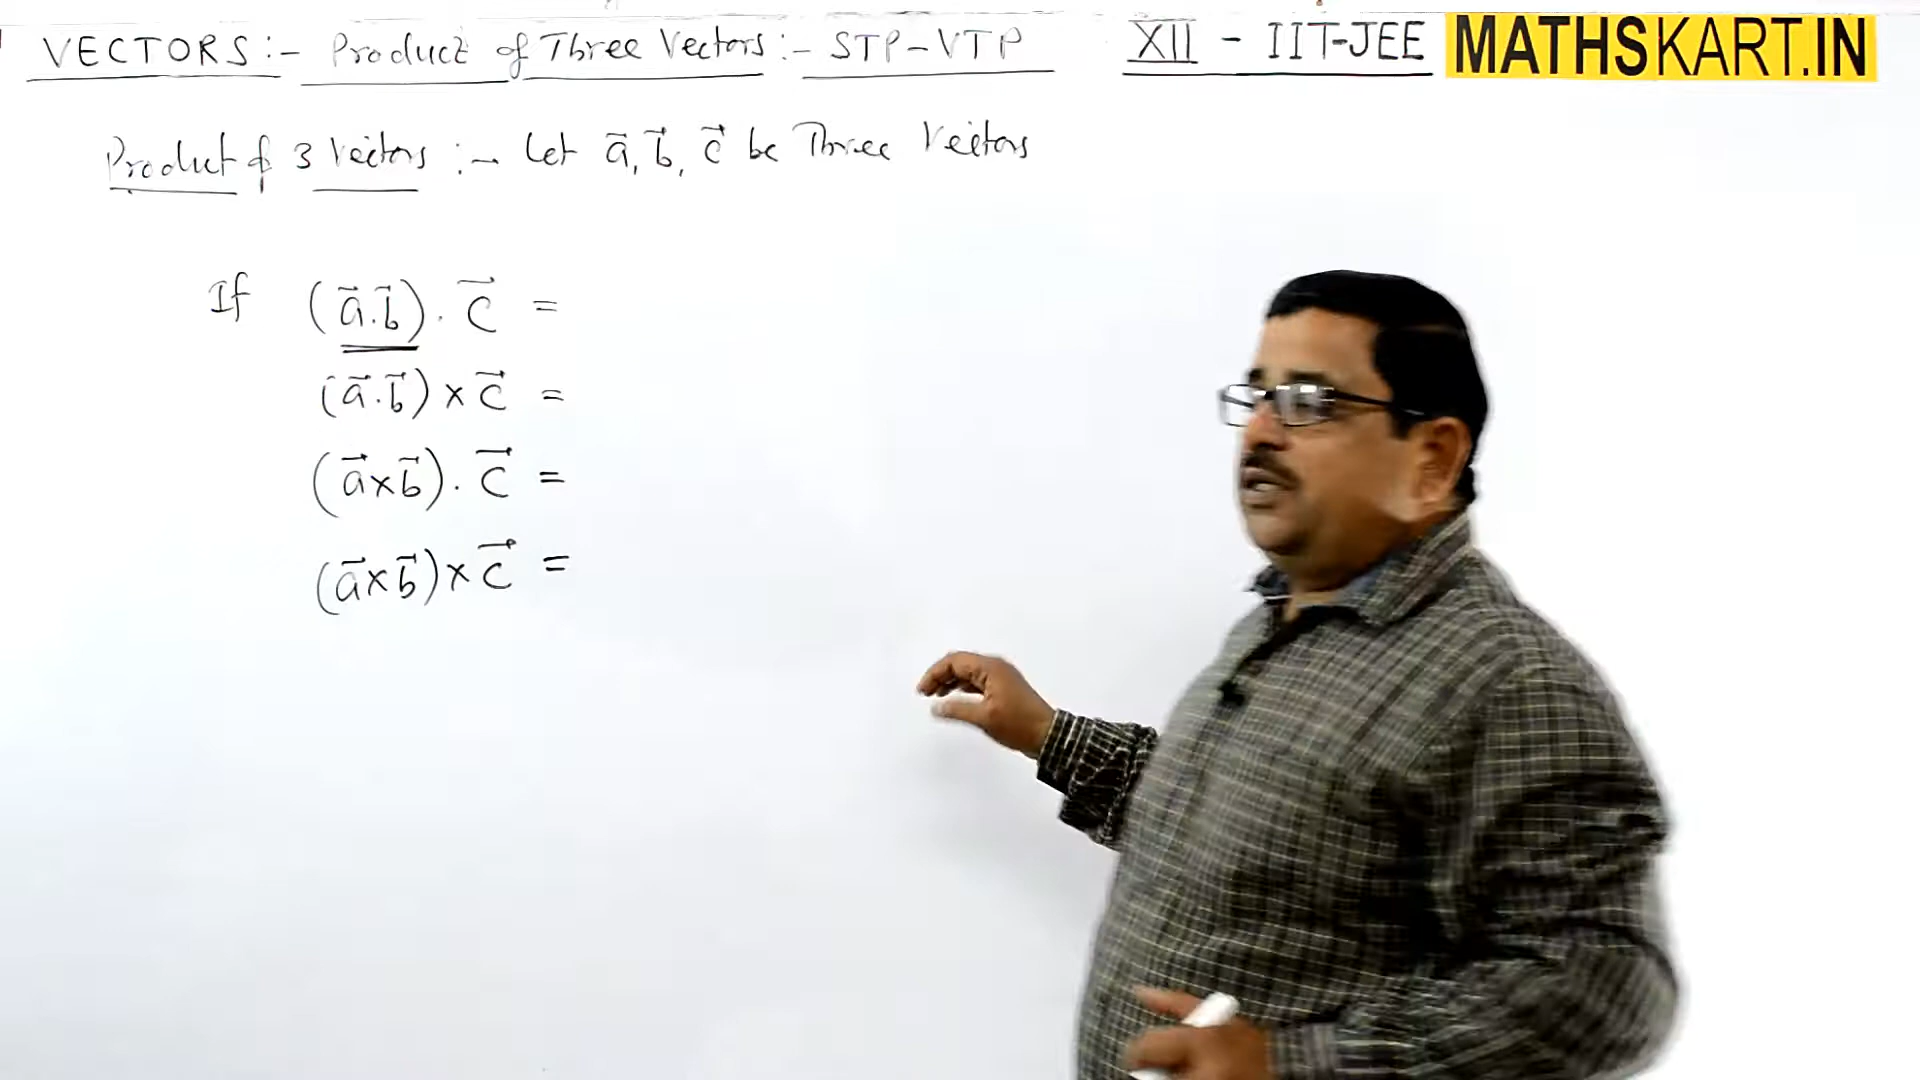 VECTORS:- Product of Three Vectors:- STP-VTP XII - IIT-JEE MATHSKART.IN
Product of 3 Vectors :- Let a⃗, b⃗, c⃗ be Three Vectors
If (a⃗.b⃗). c⃗ =
(a⃗.b⃗) × c⃗ =
(a⃗×b⃗). c⃗ =
(a⃗×b⃗)×c⃗ =